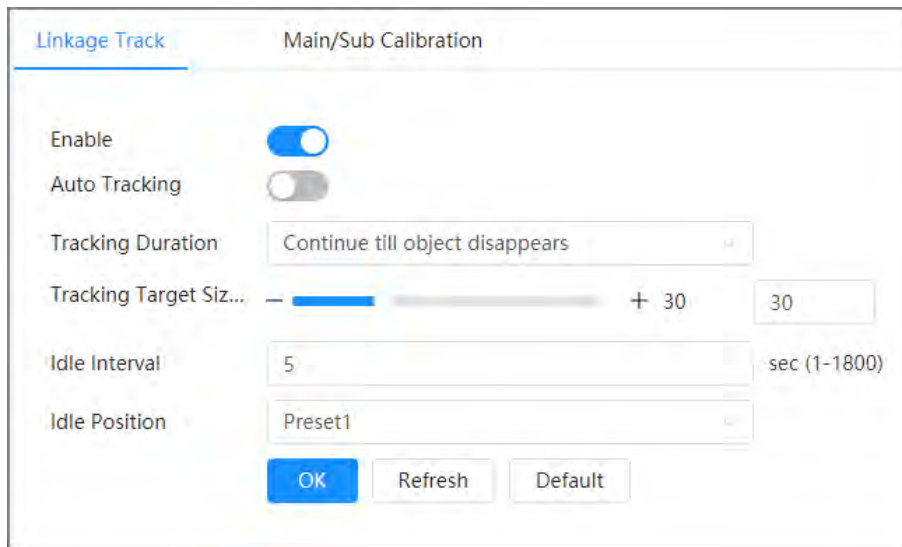 Linkage Track Main/Sub Calibration
Enable
Auto Tracking
Tracking Duration Continue till object disappears
Tracking Target Siz... − + 30 30
Idle Interval 5 sec (1-1800)
Idle Position Preset1
OK Refresh Default